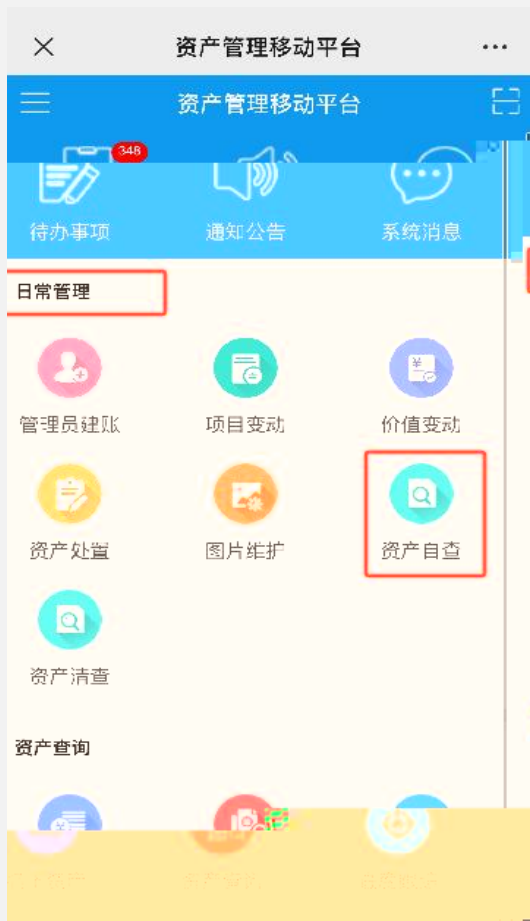 资产管理移动平台
资产管理移动平台
348
待办事项 通知公告 系统消息
日常管理
管理员建账 项目变动 价值变动
资产处置 图片维护 资产自查
资产清查
资产查询